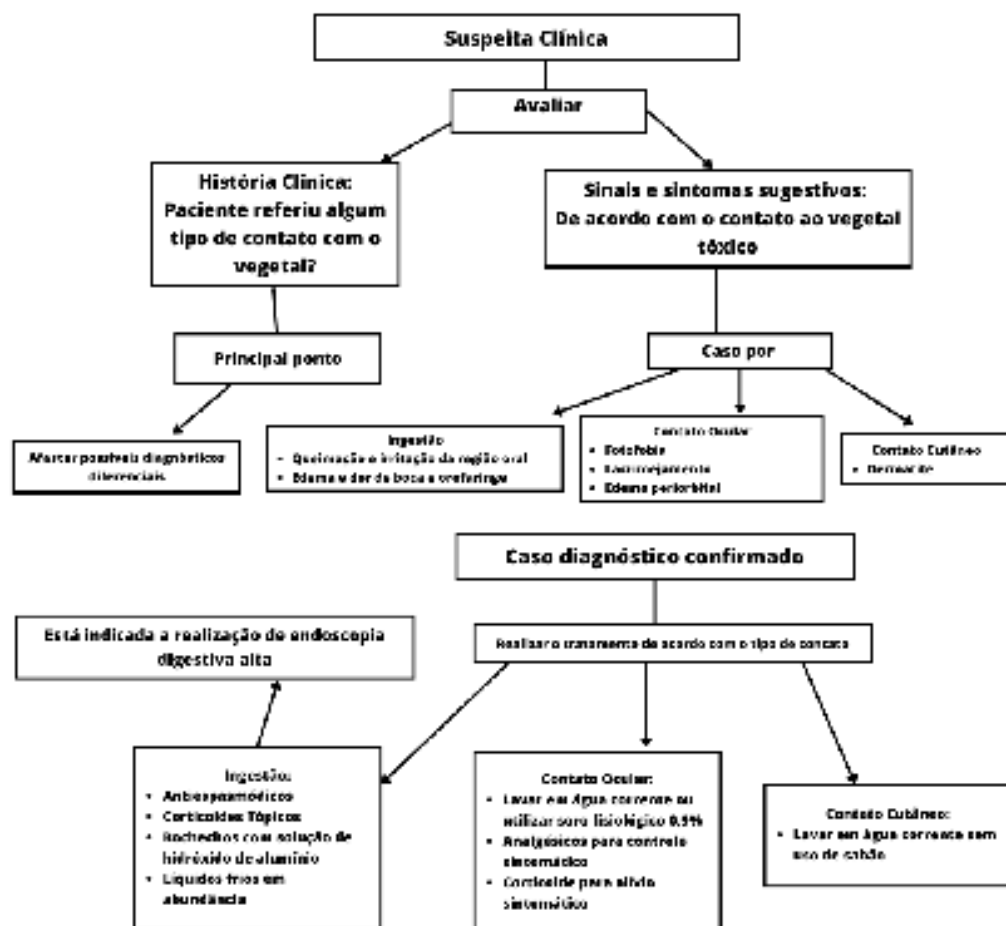 Suspeita Clínica
Avaliar
História Clínica:
Paciente referiu algum
tipo de contato com o
vegetal?
Sinais e sintomas sugestivos:
De acordo com o contato ao vegetal
tóxico
Principal ponto
Caso por
Afastar possíveis diagnósticos
diferenciais
Ingestão
Queimação e irritação da região oral
Edema e dor de boca e orofaringe
Contato Ocular
Fotofobia
Lacrimejamento
Edema periorbital
Contato Cutâneo
Caso diagnóstico confirmado
Está indicada a realização de endoscopia
digestiva alta
Realizar o tratamento de acordo com o tipo de contato
Ingestão:
Antiespasmódicos
Corticoides Tópicos
Bochechos com solução de
hidróxido de alumínio
Líquidos frios em
abundância
Contato Ocular:
Lavar em água corrente ou
utilizar soro fisiológico 0,9%
Analgésicos para controle
sintomático
Corticoide para alívio
sintomático
Contato Cutâneo:
Lavar em água corrente sem
uso de sabão